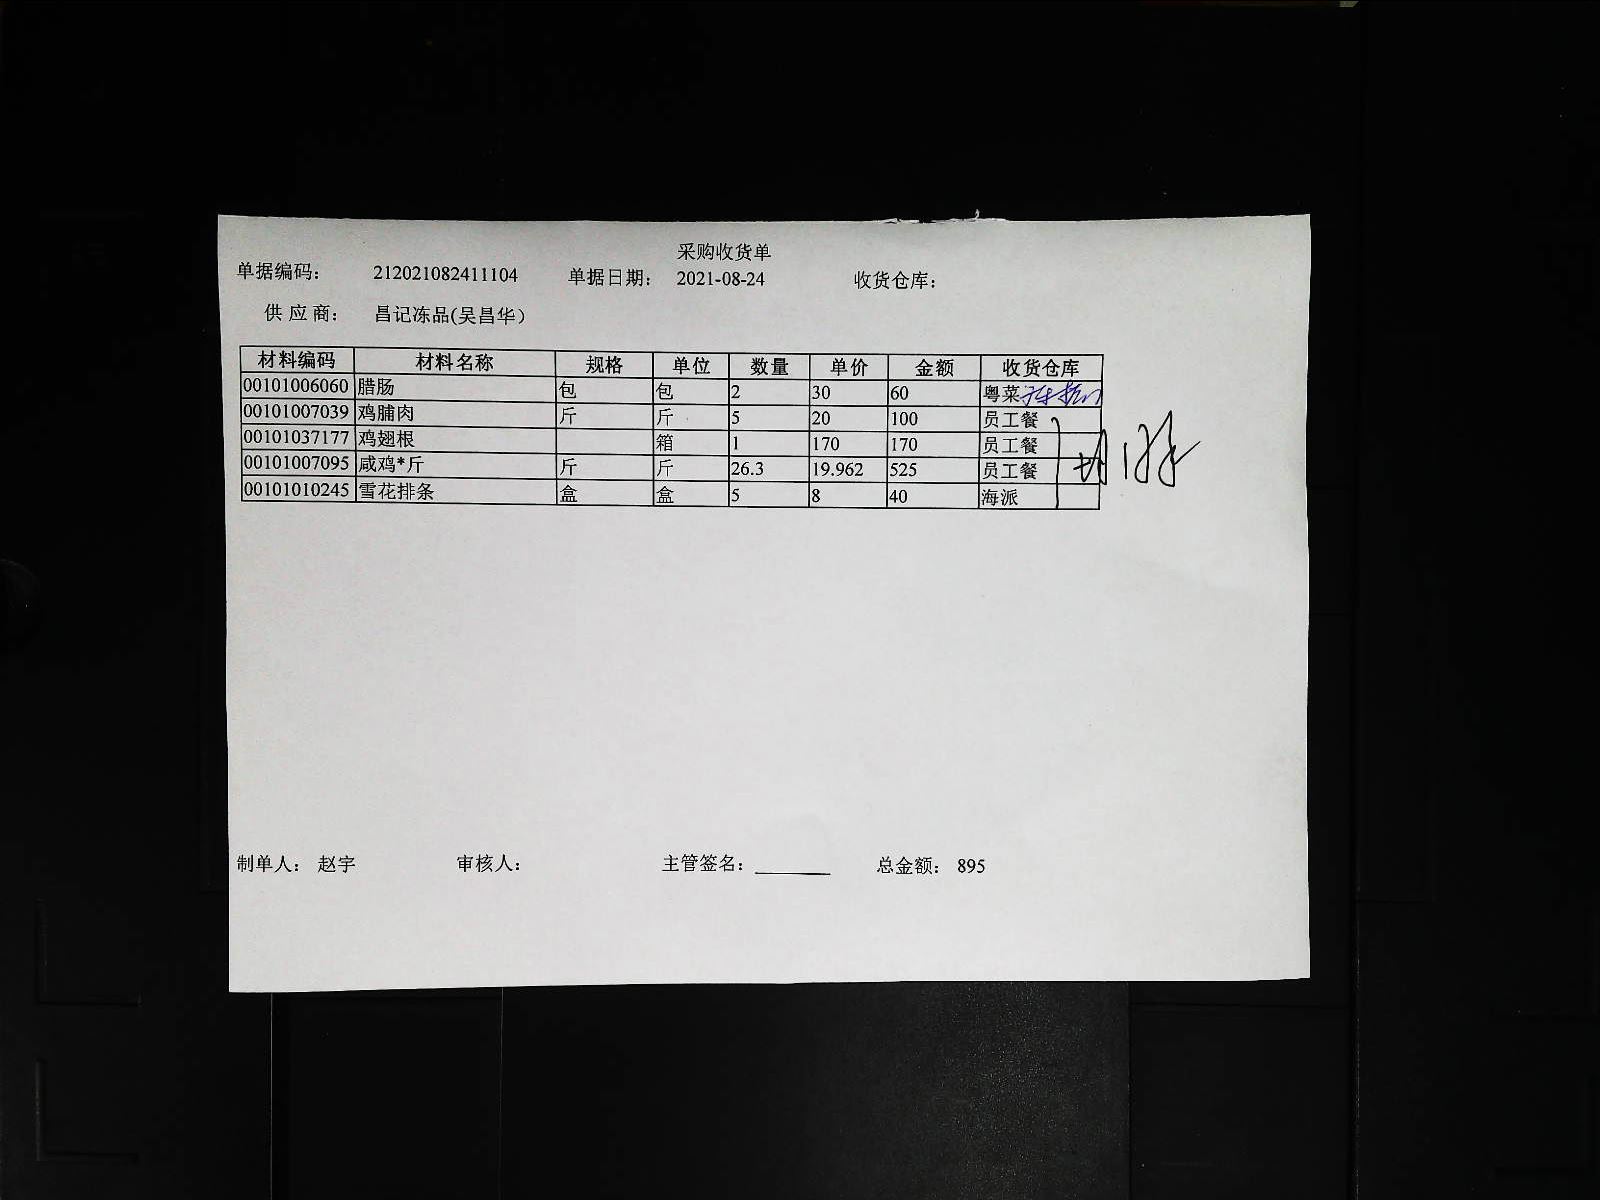 采购收货单
单据编码： 212021082411104 单据日期： 2021-08-24 收货仓库：
供应商： 昌记冻品(吴昌华）
材料编码 材料名称 规格 单位 数量 单价 金额 收货仓库
00101006060 腊肠 包 包 2 30 60 粤菜
00101007039 鸡脯肉 斤 斤 5 20 100 员工餐
00101037177 鸡翅根 箱 1 170 170 员工餐
00101007095 咸鸡*斤 斤 斤 26.3 19.962 525 员工餐
00101010245 雪花排条 盒 盒 5 8 40 海派
制单人： 赵宇 审核人： 主管签名： 总金额： 895